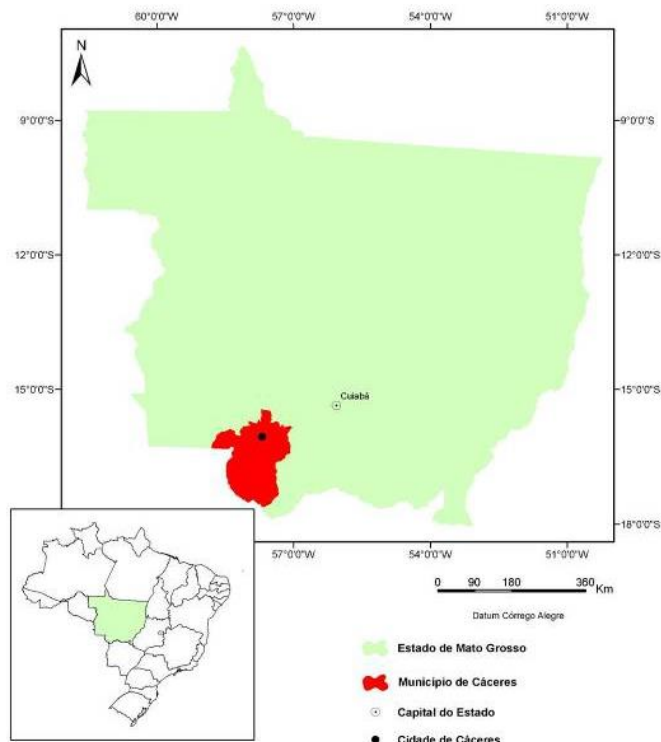 60°0'0"W 57°0'0"W 54°0'0"W 51°0'0"W
N
9°0'0"S 9°0'0"S
12°0'0"S 12°0'0"S
15°0'0"S 15°0'0"S
Cuiabá
18°0'0"S
57°0'0"W 54°0'0"W 51°0'0"W
0 90 180 360 Km
Datum Córrego Alegre
Estado de Mato Grosso
Município de Cáceres
Capital do Estado
Cidade de Cáceres